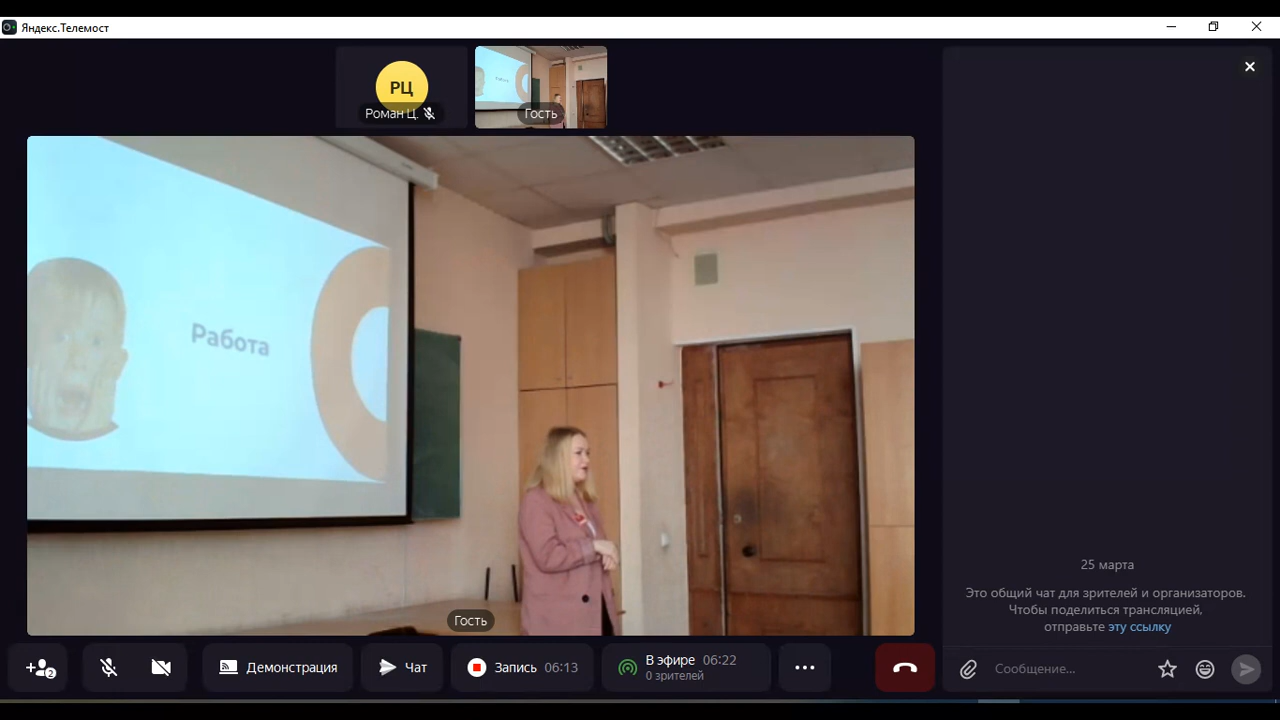 Яндекс.Телемост
РЦ
Роман Ц.
Гость
Работа
Гость
25 марта
Это общий чат для зрителей и организаторов.
Чтобы поделиться трансляцией,
отправьте эту ссылку
2
Демонстрация
Чат
Запись 06:13
В эфире 06:22
0 зрителей
Сообщение...